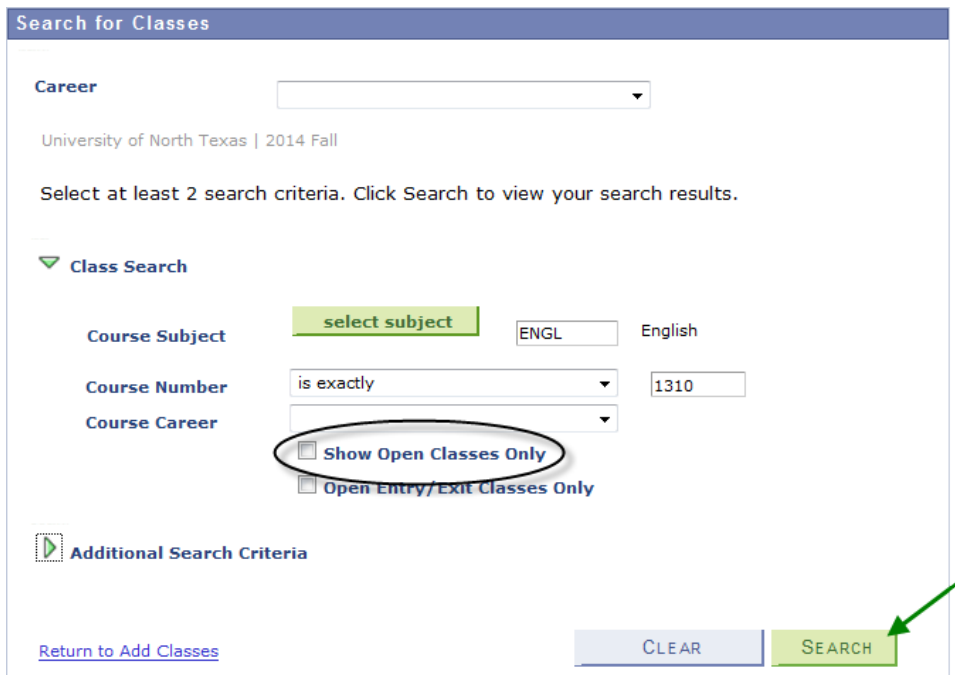 Search for Classes
Career
University of North Texas | 2014 Fall
Select at least 2 search criteria. Click Search to view your search results.
Class Search
Course Subject select subject ENGL English
Course Number is exactly 1310
Course Career
Show Open Classes Only
Open Entry/Exit Classes Only
Additional Search Criteria
Return to Add Classes CLEAR SEARCH